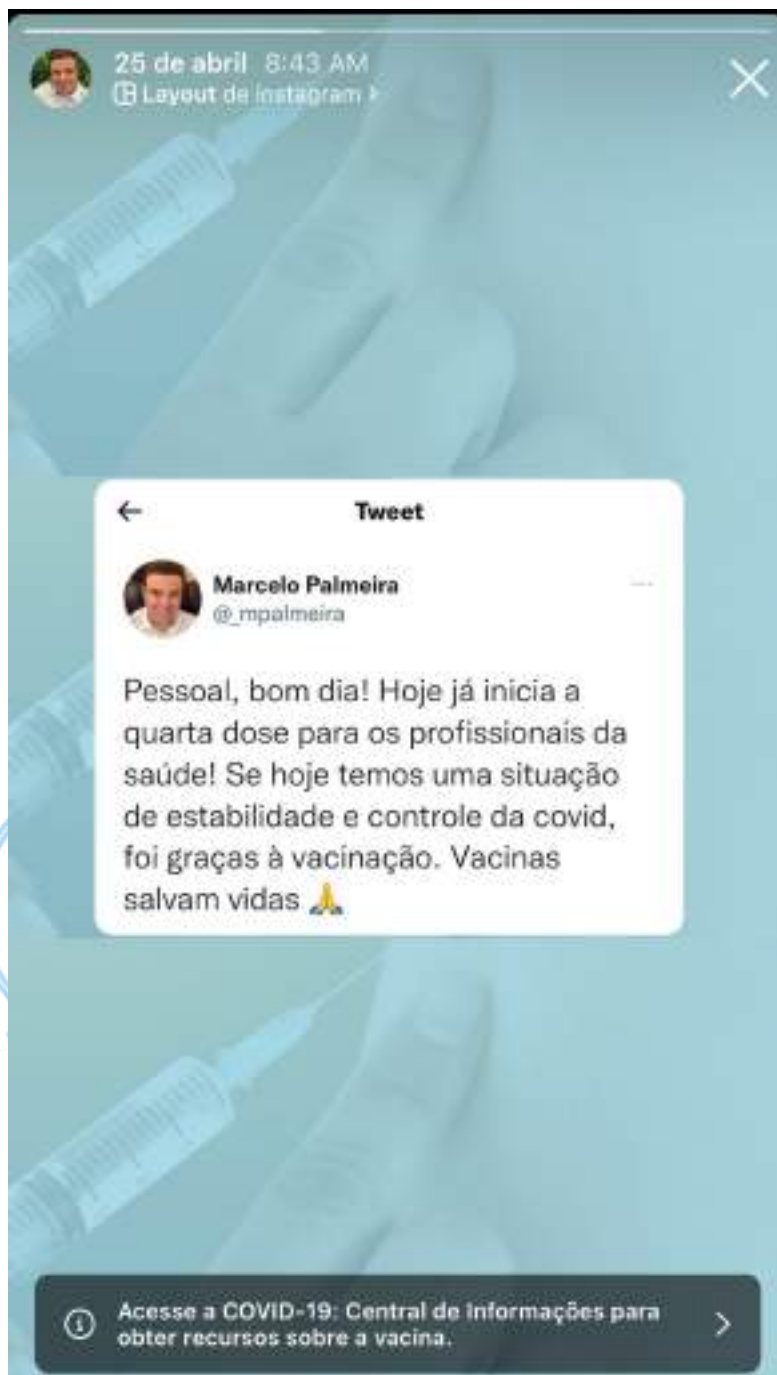 25 de abril 8:43 AM
Layout de Instagram
Tweet
Marcelo Palmeira
@_mpalmeira
Pessoal, bom dia! Hoje já inicia a
quarta dose para os profissionais da
saúde! Se hoje temos uma situação
de estabilidade e controle da covid,
foi graças à vacinação. Vacinas
salvam vidas 🙏
Acesse a COVID-19: Central de Informações para
obter recursos sobre a vacina.